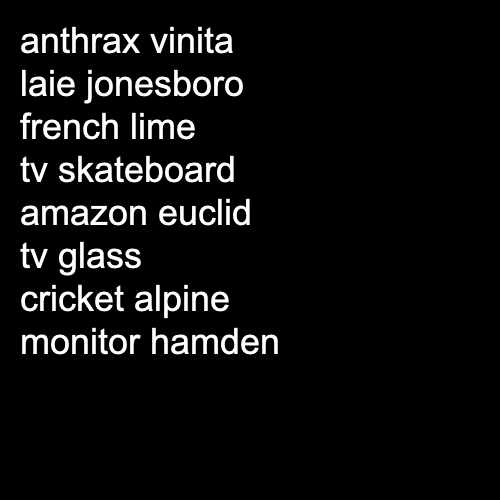 anthrax vinita
laie jonesboro
french lime
tv skateboard
amazon euclid
tv glass
cricket alpine
monitor hamden